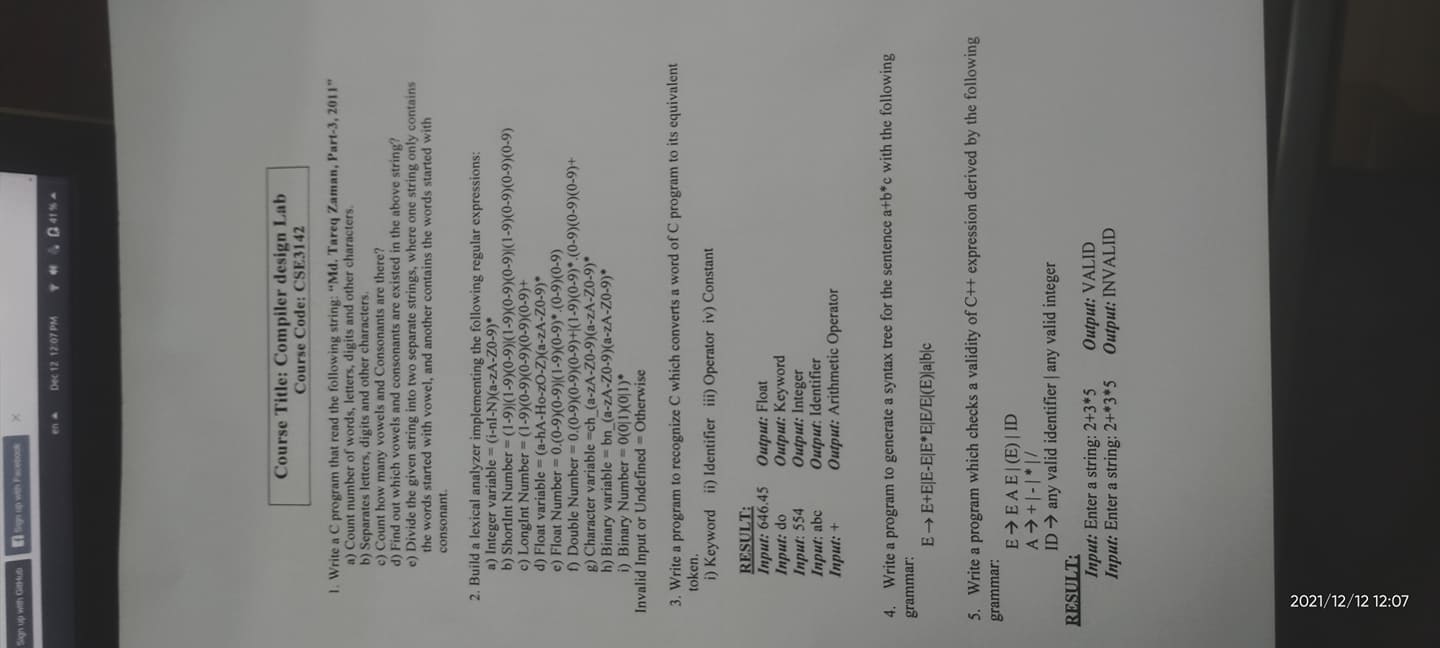 Sign up with GitHub
Sign up with Facebook
×
en
Dec 12 12:07 PM
41 %
Course Title: Compiler design Lab
Course Code: CSE3142
1. Write a C program that read the following string: “Md. Tareq Zaman, Part-3, 2011”
a) Count number of words, letters, digits and other characters.
b) Separates letters, digits and other characters.
c) Count how many vowels and Consonants are there?
d) Find out which vowels and consonants are existed in the above string?
e) Divide the given string into two separate strings, where one string only contains
the words started with vowel, and another contains the words started with
consonant.
2. Build a lexical analyzer implementing the following regular expressions:
a) Integer variable = (i-nI-N)(a-zA-Z0-9)*
b) ShortInt Number = (1-9)|(1-9)(0-9)|(1-9)(0-9)(0-9)|(1-9)(0-9)(0-9)(0-9)
c) LongInt Number = (1-9)(0-9)(0-9)(0-9)(0-9)+
d) Float variable = (a-hA-Ho-zO-Z)(a-zA-Z0-9)*
e) Float Number = 0.(0-9)(0-9)|(1-9)(0-9)*.(0-9)(0-9)
f) Double Number = 0.(0-9)(0-9)(0-9)+|(1-9)(0-9)*.(0-9)(0-9)(0-9)+
g) Character variable =ch_(a-zA-Z0-9)(a-zA-Z0-9)*
h) Binary variable = bn_(a-zA-Z0-9)(a-zA-Z0-9)*
i) Binary Number = 0(0|1)(0|1)*
Invalid Input or Undefined = Otherwise
3. Write a program to recognize C which converts a word of C program to its equivalent
token.
i) Keyword ii) Identifier iii) Operator iv) Constant
RESULT:
Input: 646.45 Output: Float
Input: do Output: Keyword
Input: 554 Output: Integer
Input: abc Output: Identifier
Input: + Output: Arithmetic Operator
4. Write a program to generate a syntax tree for the sentence a+b*c with the following
grammar:
E → E+E|E-E|E*E|E/E|(E)|a|b|c
5. Write a program which checks a validity of C++ expression derived by the following
grammar:
E → E A E | (E) | ID
A → + | - | * | /
ID → any valid identifier | any valid integer
RESULT:
Input: Enter a string: 2+3*5 Output: VALID
Input: Enter a string: 2+*3*5 Output: INVALID
2021/12/12 12:07